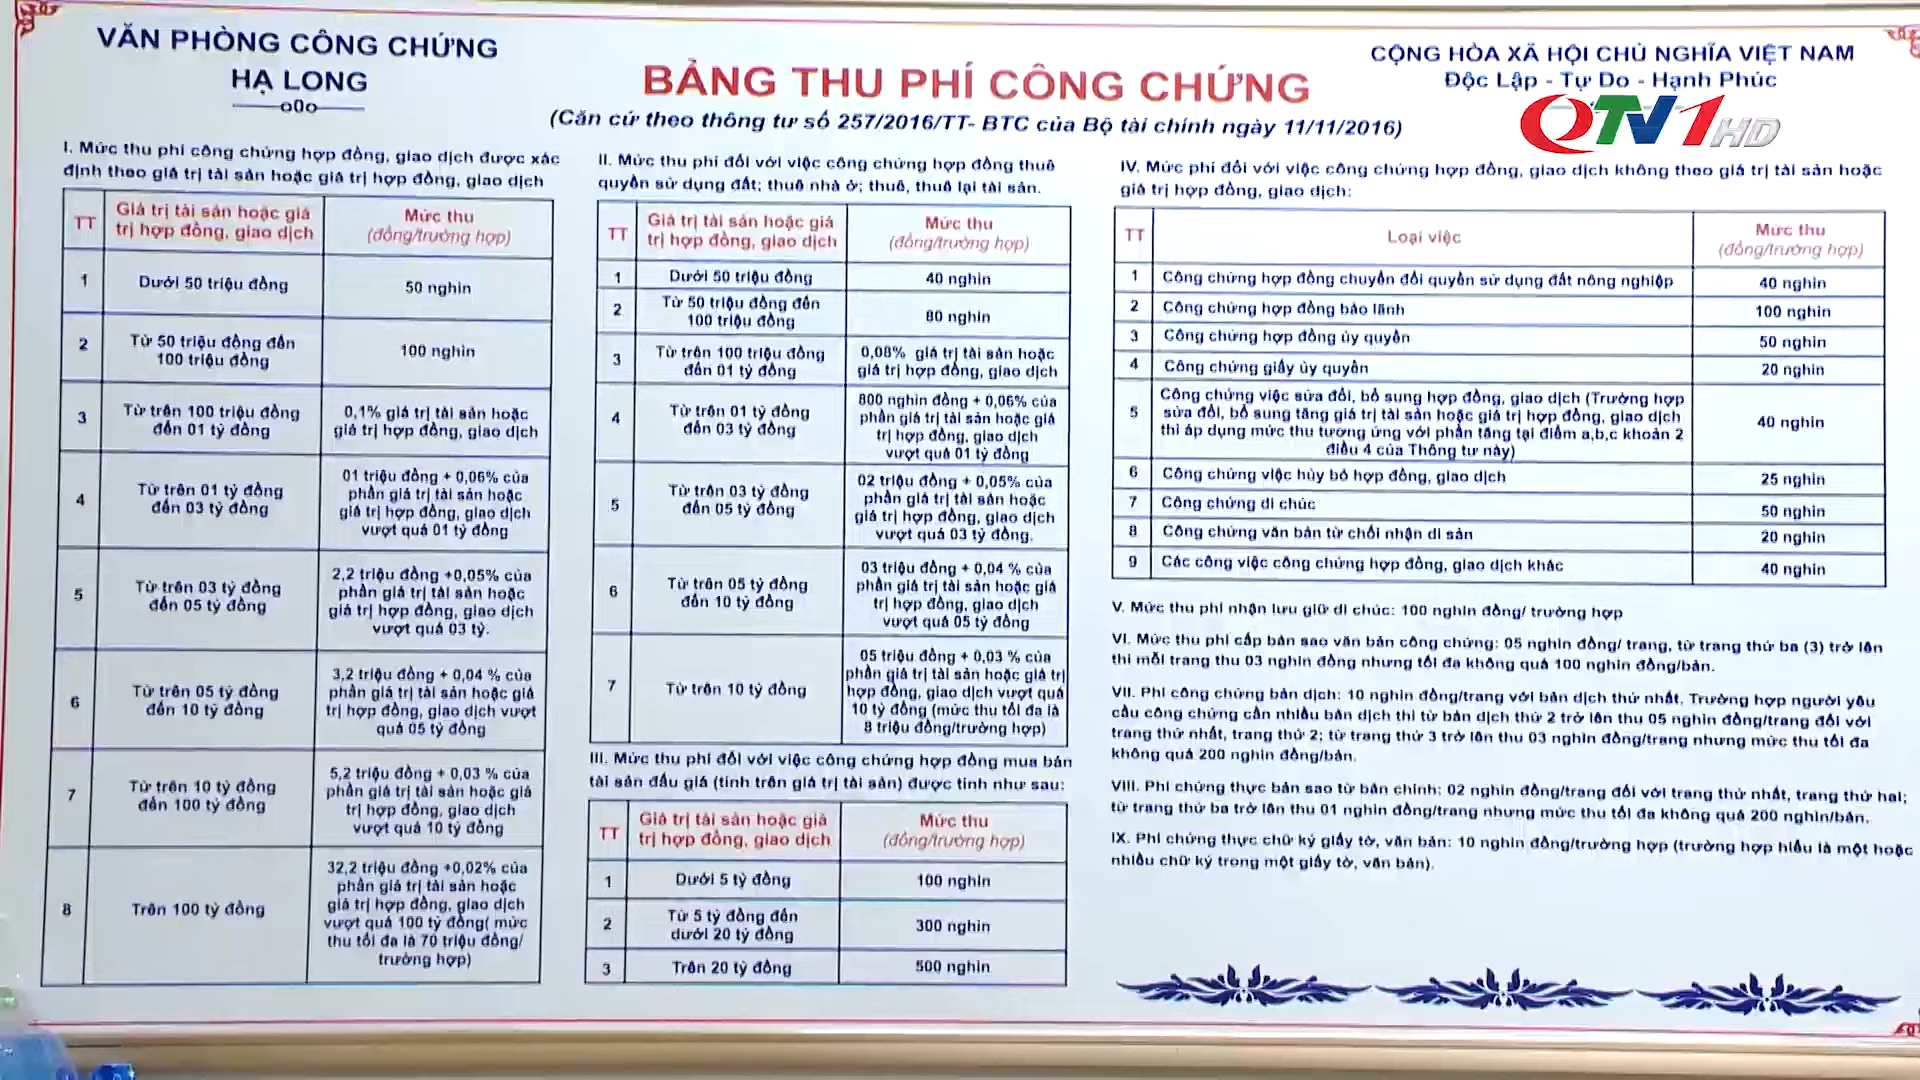 VĂN PHÒNG CÔNG CHỨNG
HẠ LONG
o0o
BẢNG THU PHÍ CÔNG CHỨNG
(Căn cứ theo thông tư số 257/2016/TT- BTC của Bộ tài chính ngày 11/11/2016)
CỘNG HÒA XÃ HỘI CHỦ NGHĨA VIỆT NAM
Độc Lập - Tự Do - Hạnh Phúc
QTV1HD
I. Mức thu phí công chứng hợp đồng, giao dịch được xác
định theo giá trị tài sản hoặc giá trị hợp đồng, giao dịch
TT
Giá trị tài sản hoặc giá
trị hợp đồng, giao dịch
Mức thu
(đồng/trường hợp)
1
Dưới 50 triệu đồng
50 nghìn
2
Từ 50 triệu đồng đến
100 triệu đồng
100 nghìn
3
Từ trên 100 triệu đồng
đến 01 tỷ đồng
0,1% giá trị tài sản hoặc
giá trị hợp đồng, giao dịch
4
Từ trên 01 tỷ đồng
đến 03 tỷ đồng
01 triệu đồng + 0,06% của
phần giá trị tài sản hoặc
giá trị hợp đồng, giao dịch
vượt quá 01 tỷ đồng
5
Từ trên 03 tỷ đồng
đến 05 tỷ đồng
2,2 triệu đồng +0,05% của
phần giá trị tài sản hoặc
giá trị hợp đồng, giao dịch
vượt quá 03 tỷ.
6
Từ trên 05 tỷ đồng
đến 10 tỷ đồng
3,2 triệu đồng + 0,04 % của
phần giá trị tài sản hoặc giá
trị hợp đồng, giao dịch vượt
quá 05 tỷ đồng
7
Từ trên 10 tỷ đồng
đến 100 tỷ đồng
5,2 triệu đồng + 0,03 % của
phần giá trị tài sản hoặc giá
trị hợp đồng, giao dịch
vượt quá 10 tỷ đồng
8
Trên 100 tỷ đồng
32,2 triệu đồng +0,02% của
phần giá trị tài sản hoặc
giá trị hợp đồng, giao dịch
vượt quá 100 tỷ đồng( mức
thu tối đa là 70 triệu đồng/
trường hợp)
II. Mức thu phí đối với việc công chứng hợp đồng thuê
quyền sử dụng đất; thuê nhà ở; thuê, thuê lại tài sản.
TT
Giá trị tài sản hoặc giá
trị hợp đồng, giao dịch
Mức thu
(đồng/trường hợp)
1
Dưới 50 triệu đồng
40 nghìn
2
Từ 50 triệu đồng đến
100 triệu đồng
80 nghìn
3
Từ trên 100 triệu đồng
đến 01 tỷ đồng
0,08% giá trị tài sản hoặc
giá trị hợp đồng, giao dịch
4
Từ trên 01 tỷ đồng
đến 03 tỷ đồng
800 nghìn đồng + 0,06% của
phần giá trị tài sản hoặc giá
trị hợp đồng, giao dịch
vượt quá 01 tỷ đồng
5
Từ trên 03 tỷ đồng
đến 05 tỷ đồng
02 triệu đồng + 0,05% của
phần giá trị tài sản hoặc
giá trị hợp đồng, giao dịch
vượt quá 03 tỷ đồng.
6
Từ trên 05 tỷ đồng
đến 10 tỷ đồng
03 triệu đồng + 0,04 % của
phần giá trị tài sản hoặc giá
trị hợp đồng, giao dịch
vượt quá 05 tỷ đồng
7
Từ trên 10 tỷ đồng
05 triệu đồng + 0,03 % của
phần giá trị tài sản hoặc giá trị
hợp đồng, giao dịch vượt quá
10 tỷ đồng (mức thu tối đa là
8 triệu đồng/trường hợp)
III. Mức thu phí đối với việc công chứng hợp đồng mua bán
tài sản đấu giá (tính trên giá trị tài sản) được tính như sau:
TT
Giá trị tài sản hoặc giá
trị hợp đồng, giao dịch
Mức thu
(đồng/trường hợp)
1
Dưới 5 tỷ đồng
100 nghìn
2
Từ 5 tỷ đồng đến
dưới 20 tỷ đồng
300 nghìn
3
Trên 20 tỷ đồng
500 nghìn
IV. Mức phí đối với việc công chứng hợp đồng, giao dịch không theo giá trị tài sản hoặc
giá trị hợp đồng, giao dịch:
TT
Loại việc
Mức thu
(đồng/trường hợp)
1
Công chứng hợp đồng chuyển đổi quyền sử dụng đất nông nghiệp
40 nghìn
2
Công chứng hợp đồng bảo lãnh
100 nghìn
3
Công chứng hợp đồng ủy quyền
50 nghìn
4
Công chứng giấy ủy quyền
20 nghìn
5
Công chứng việc sửa đổi, bổ sung hợp đồng, giao dịch (Trường hợp
sửa đổi, bổ sung tăng giá trị tài sản hoặc giá trị hợp đồng, giao dịch
thì áp dụng mức thu tương ứng với phần tăng tại điểm a,b,c khoản 2
điều 4 của Thông tư này)
40 nghìn
6
Công chứng việc hủy bỏ hợp đồng, giao dịch
25 nghìn
7
Công chứng di chúc
50 nghìn
8
Công chứng văn bản từ chối nhận di sản
20 nghìn
9
Các công việc công chứng hợp đồng, giao dịch khác
40 nghìn
V. Mức thu phí nhận lưu giữ di chúc: 100 nghìn đồng/ trường hợp
VI. Mức thu phí cấp bản sao văn bản công chứng: 05 nghìn đồng/ trang, từ trang thứ ba (3) trở lên
thì mỗi trang thu 03 nghìn đồng nhưng tối đa không quá 100 nghìn đồng/bản.
VII. Phí công chứng bản dịch: 10 nghìn đồng/trang với bản dịch thứ nhất. Trường hợp người yêu
cầu công chứng cần nhiều bản dịch thì từ bản dịch thứ 2 trở lên thu 05 nghìn đồng/trang đối với
trang thứ nhất, trang thứ 2; từ trang thứ 3 trở lên thu 03 nghìn đồng/trang nhưng mức thu tối đa
không quá 200 nghìn đồng/bản.
VIII. Phí chứng thực bản sao từ bản chính: 02 nghìn đồng/trang đối với trang thứ nhất, trang thứ hai;
từ trang thứ ba trở lên thu 01 nghìn đồng/trang nhưng mức thu tối đa không quá 200 nghìn/bản.
IX. Phí chứng thực chữ ký giấy tờ, văn bản: 10 nghìn đồng/trường hợp (trường hợp hiểu là một hoặc
nhiều chữ ký trong một giấy tờ, văn bản).